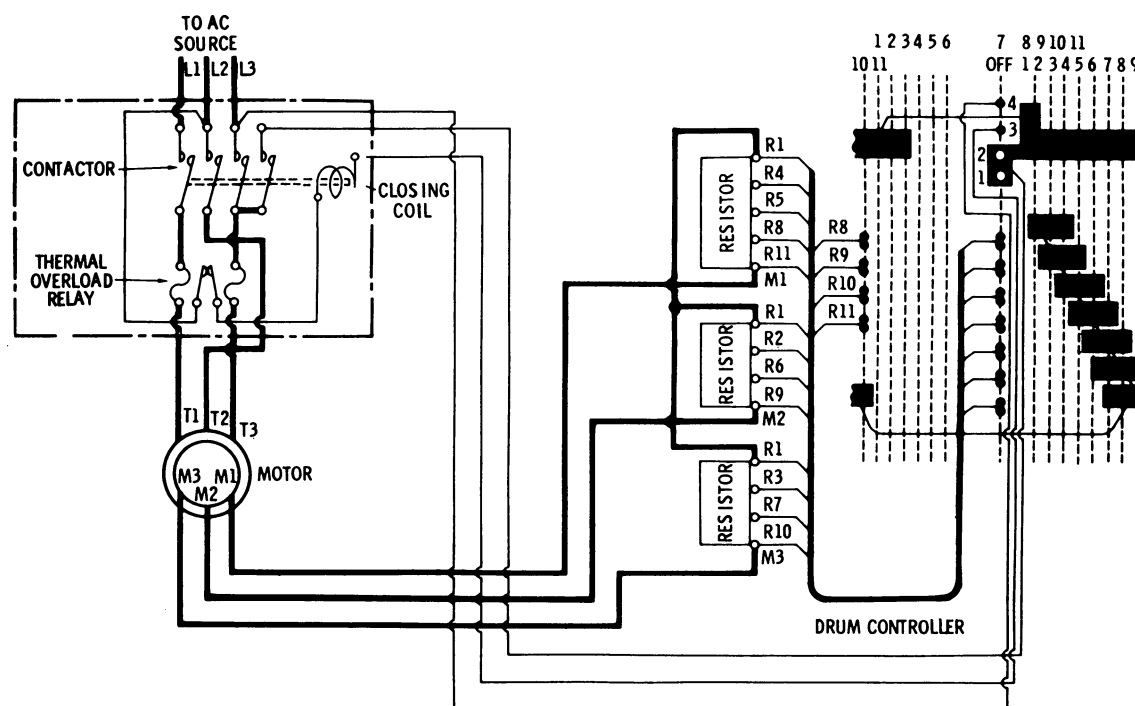 TO AC
SOURCE
L1 L2 L3
CONTACTOR
CLOSING
COIL
THERMAL
OVERLOAD
RELAY
T1 T2 T3
M3 M2 M1
MOTOR
RESISTOR
R1
R4
R5
R8
R11
M1
RESISTOR
R1
R2
R6
R9
M2
RESISTOR
R1
R3
R7
R10
M3
R8
R9
R10
R11
1 2 3 4 5 6 7 8 9 10 11
10 11 OFF 1 2 3 4 5 6 7 8 9
4
3
2
1
DRUM CONTROLLER